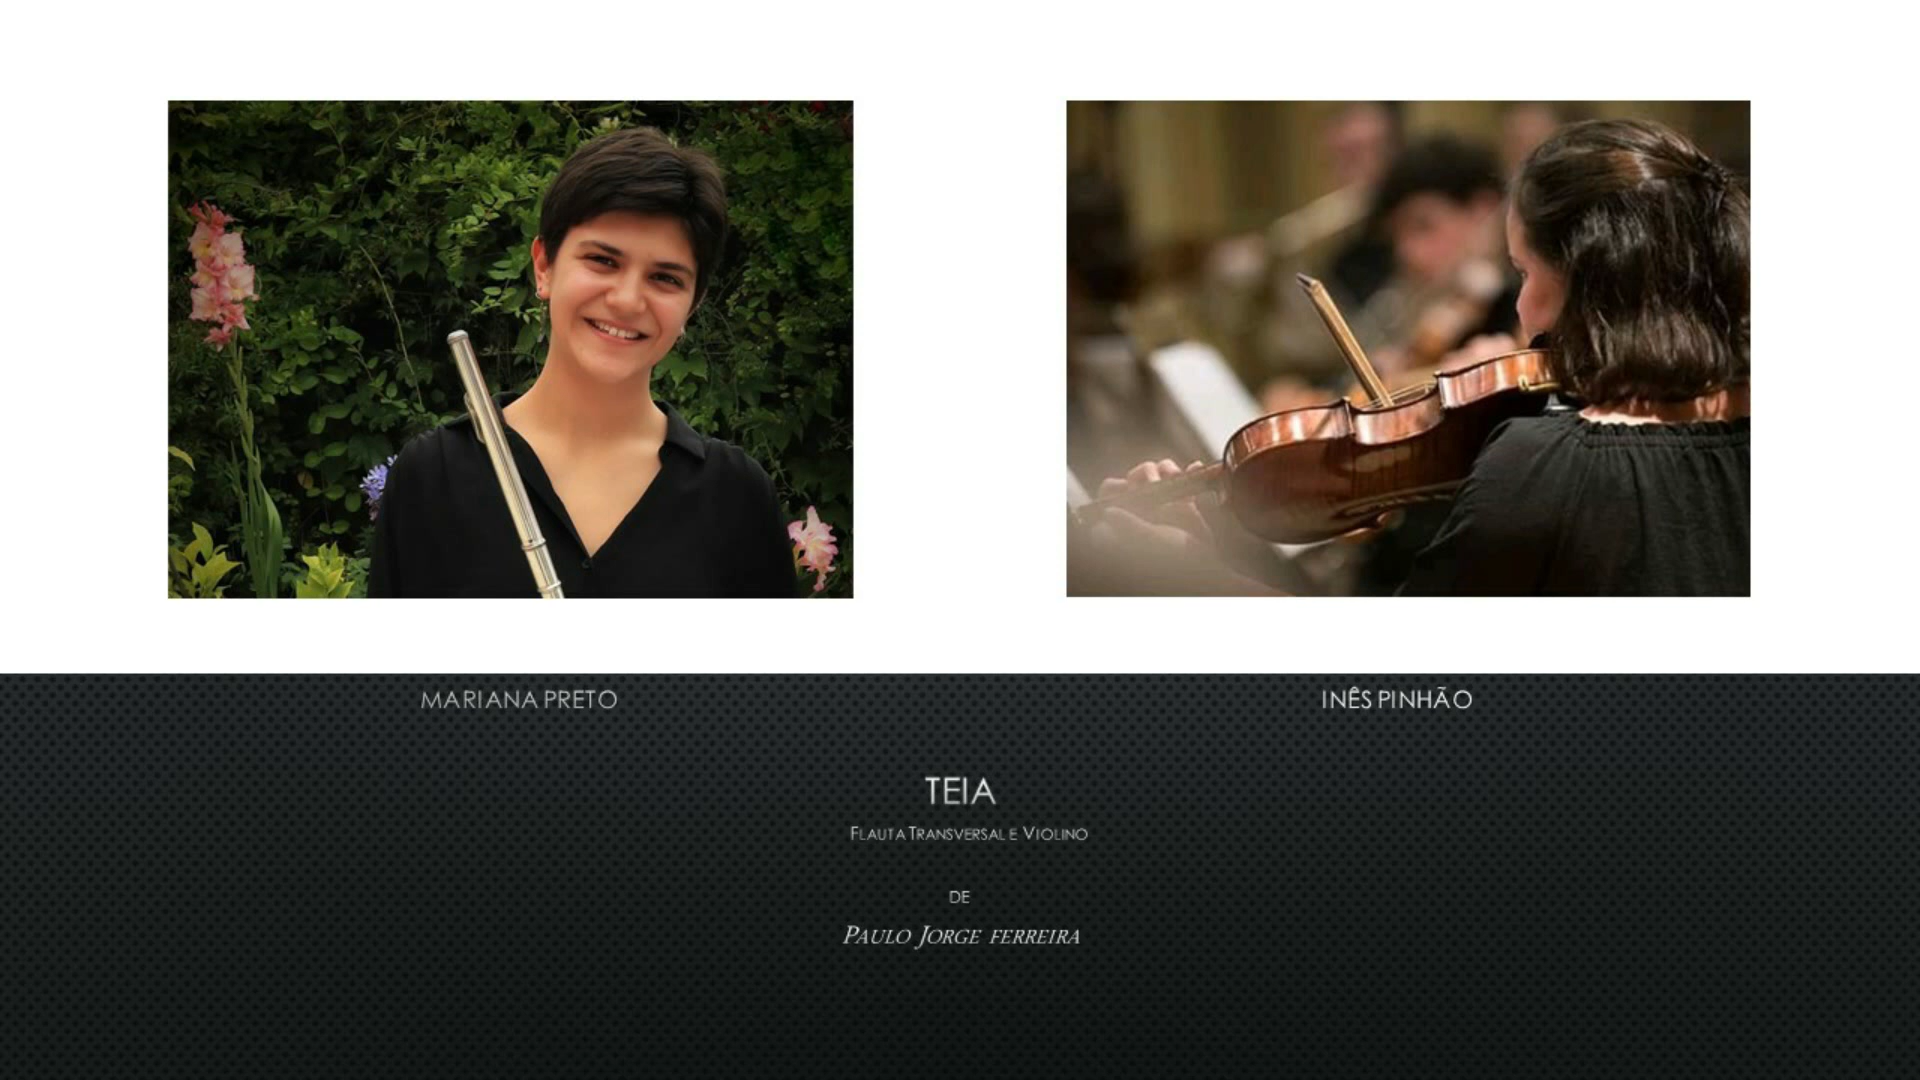 MARIANA PRETO
INÊS PINHÃO
TEIA
FLAUTA TRANSVERSAL E VIOLINO
DE
PAULO JORGE FERREIRA